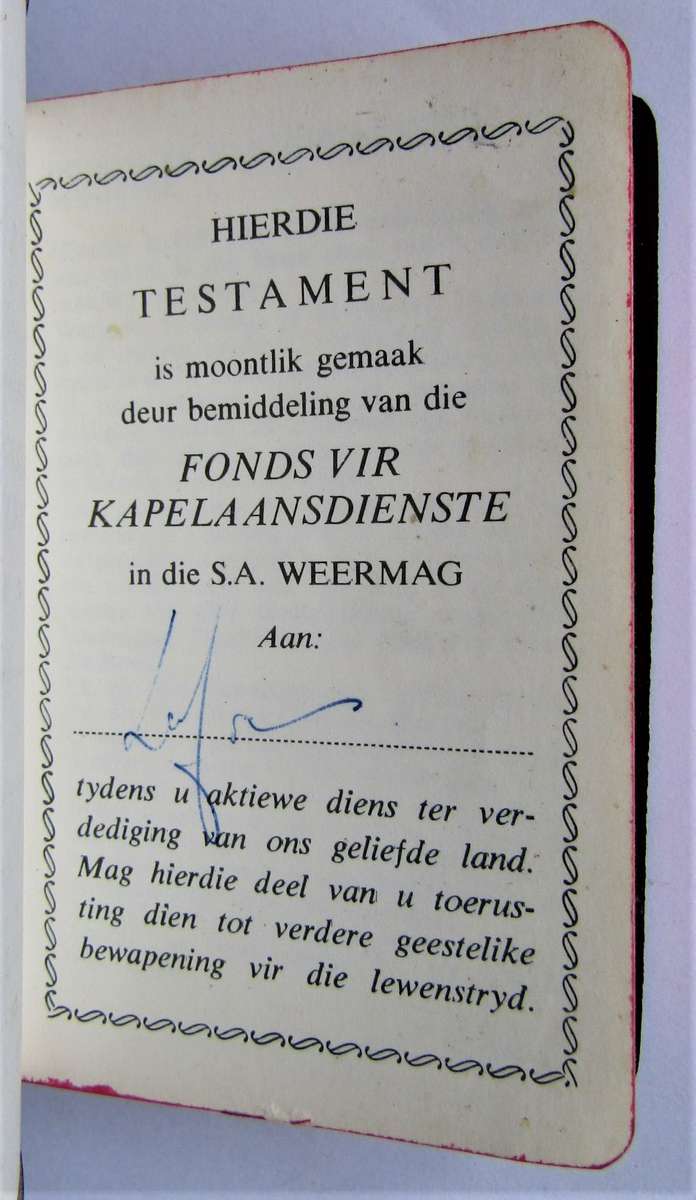 HIERDIE
TESTAMENT
is moontlik gemaak
deur bemiddeling van die
FONDS VIR
KAPELAANSDIENSTE
in die S.A. WEERMAG
Aan:
tydens u aktiewe diens ter ver-
dediging van ons geliefde land.
Mag hierdie deel van u toerus-
ting dien tot verdere geestelike
bewapening vir die lewenstryd.